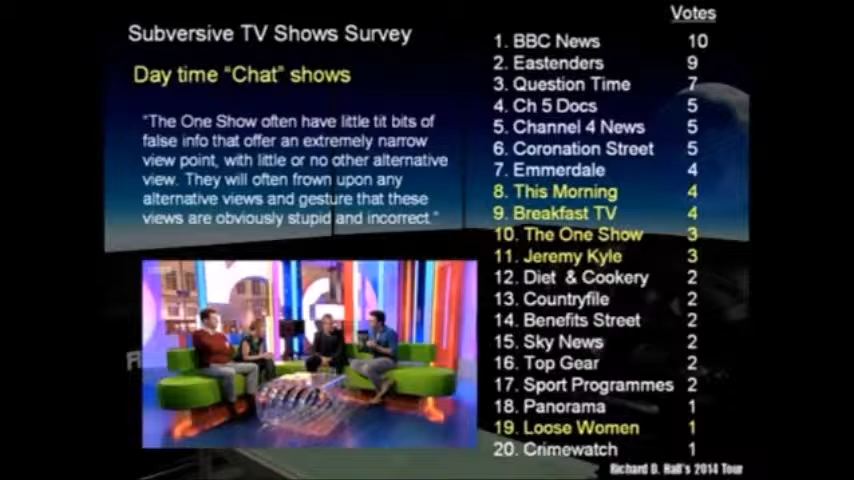 Votes
Subversive TV Shows Survey
Day time “Chat” shows
“The One Show often have little tit bits of
false info that offer an extremely narrow
view point, with little or no other alternative
view. They will often frown upon any
alternative views and gesture that these
views are obviously stupid and incorrect.”
1. BBC News 10
2. Eastenders 9
3. Question Time 7
4. Ch 5 Docs 5
5. Channel 4 News 5
6. Coronation Street 5
7. Emmerdale 4
8. This Morning 4
9. Breakfast TV 4
10. The One Show 3
11. Jeremy Kyle 3
12. Diet & Cookery 2
13. Countryfile 2
14. Benefits Street 2
15. Sky News 2
16. Top Gear 2
17. Sport Programmes 2
18. Panorama 1
19. Loose Women 1
20. Crimewatch 1
Richard D. Hall's 2014 Tour